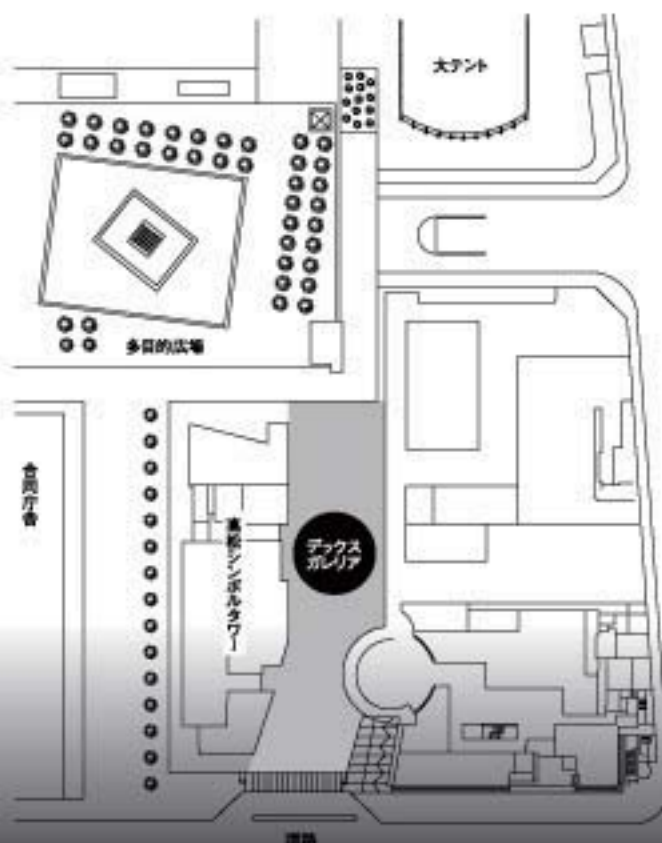 大テント
多目的広場
合同庁舎
高松シンボルタワー
デックス
ガレリア
道路